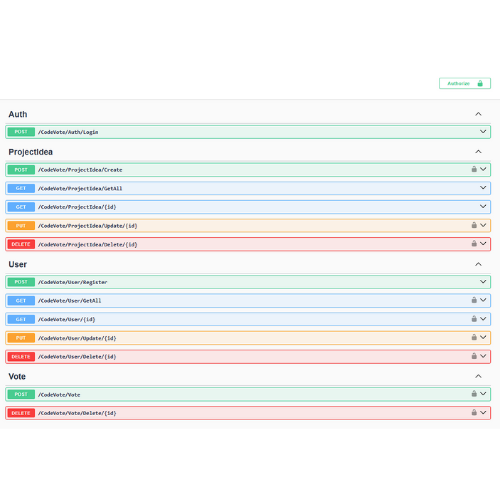 Authorize
Auth
POST /CodeVote/Auth/Login
ProjectIdea
POST /CodeVote/ProjectIdea/Create
GET /CodeVote/ProjectIdea/GetAll
GET /CodeVote/ProjectIdea/{id}
PUT /CodeVote/ProjectIdea/Update/{id}
DELETE /CodeVote/ProjectIdea/Delete/{id}
User
POST /CodeVote/User/Register
GET /CodeVote/User/GetAll
GET /CodeVote/User/{id}
PUT /CodeVote/User/Update/{id}
DELETE /CodeVote/User/Delete/{id}
Vote
POST /CodeVote/Vote
DELETE /CodeVote/Vote/Delete/{id}